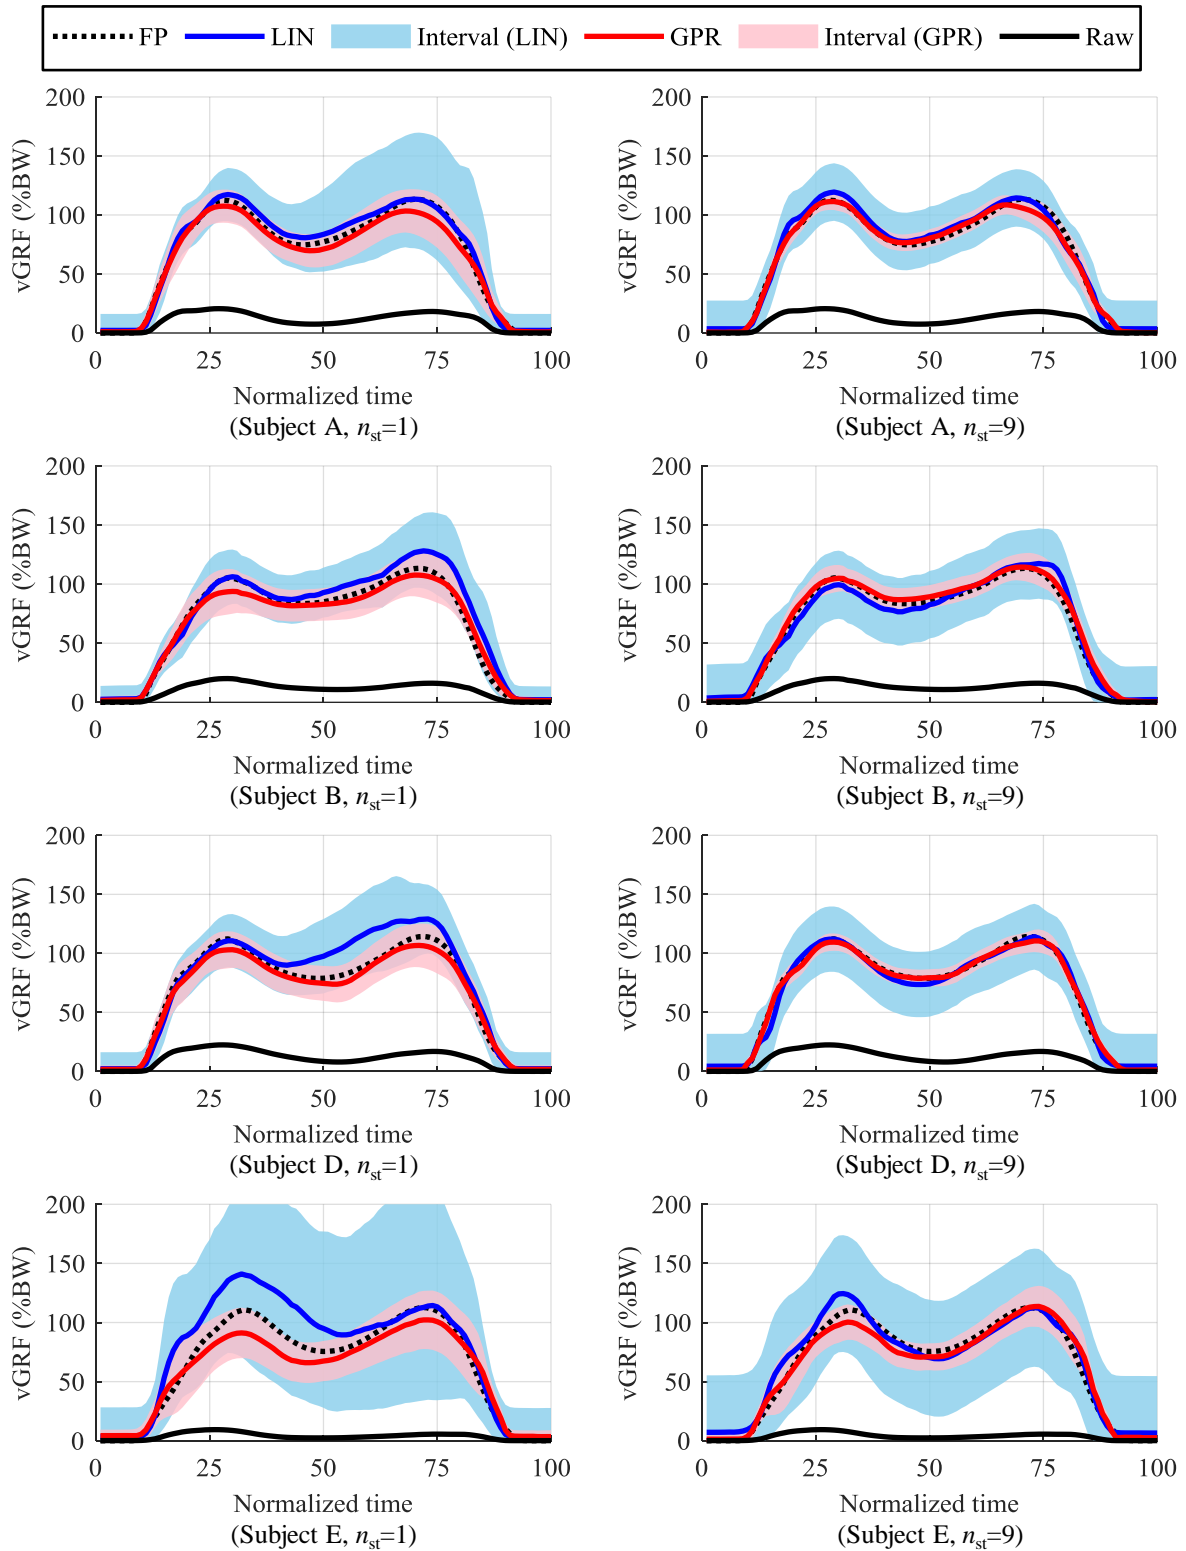 FP LIN Interval (LIN) GPR Interval (GPR) Raw
200 200
150 150
100 100
50 50
0 0
vGRF (%BW) vGRF (%BW)
0 25 50 75 100 0 25 50 75 100
Normalized time Normalized time
(Subject A, nst=1) (Subject A, nst=9)
200 200
150 150
100 100
50 50
0 0
vGRF (%BW) vGRF (%BW)
0 25 50 75 100 0 25 50 75 100
Normalized time Normalized time
(Subject B, nst=1) (Subject B, nst=9)
200 200
150 150
100 100
50 50
0 0
vGRF (%BW) vGRF (%BW)
0 25 50 75 100 0 25 50 75 100
Normalized time Normalized time
(Subject D, nst=1) (Subject D, nst=9)
200 200
150 150
100 100
50 50
0 0
vGRF (%BW) vGRF (%BW)
0 25 50 75 100 0 25 50 75 100
Normalized time Normalized time
(Subject E, nst=1) (Subject E, nst=9)